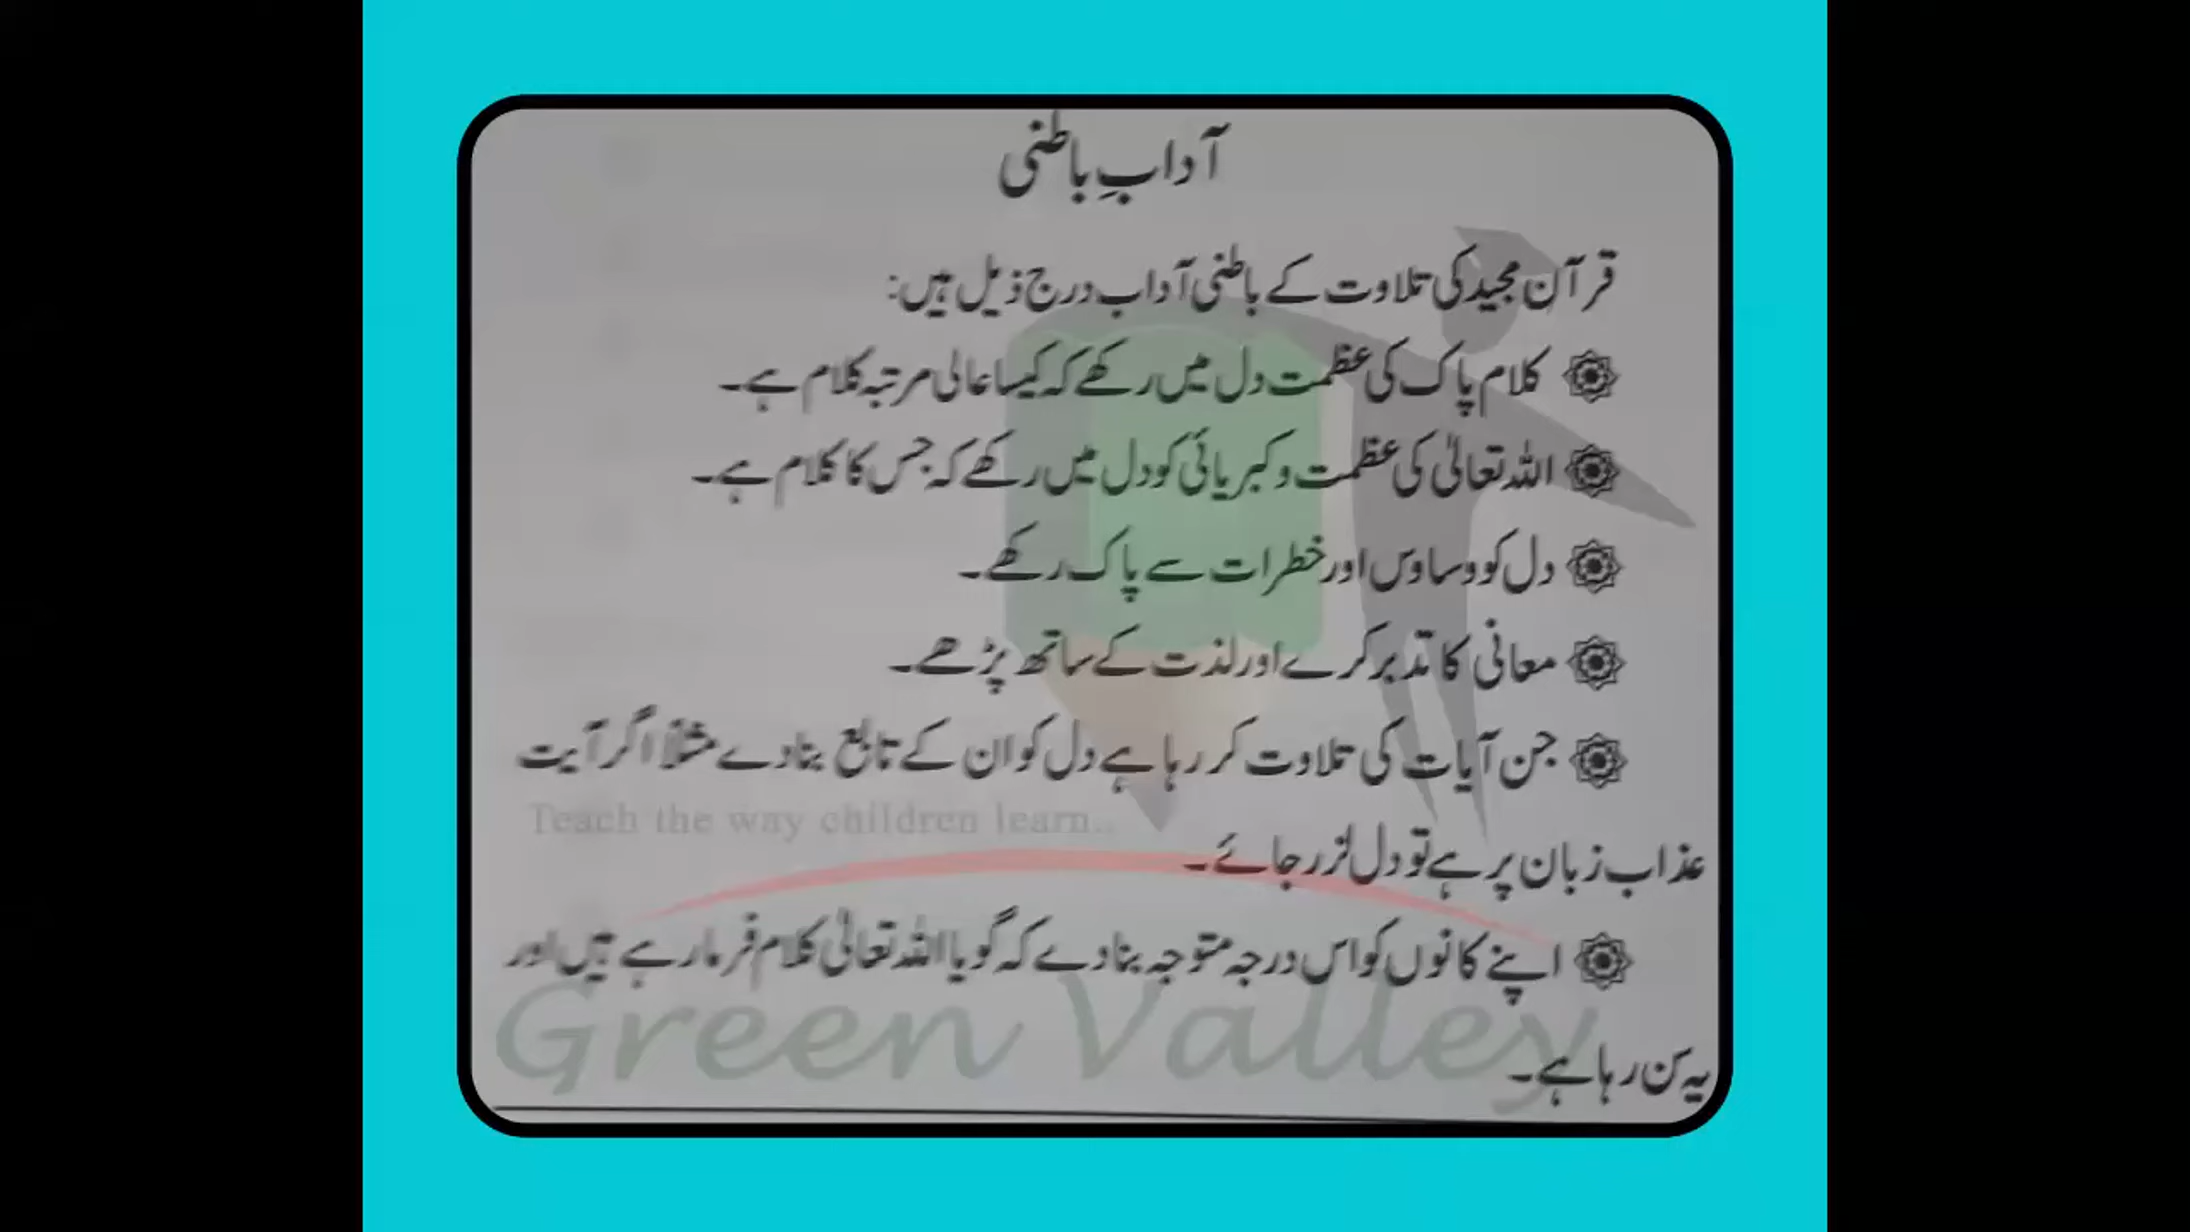 آدابِ باطنی
قرآن مجید کی تلاوت کے باطنی آداب درج ذیل ہیں:
کلام پاک کی عظمت دل میں رکھے کہ کیسا عالی مرتبہ کلام ہے۔
اللہ تعالیٰ کی عظمت و کبریائی کو دل میں رکھے کہ جس کا کلام ہے۔
دل کو وساوس اور خطرات سے پاک رکھے۔
معانی کا تدبر کرے اور لذت کے ساتھ پڑھے۔
جن آیات کی تلاوت کر رہا ہے دل کو ان کے تابع بنا دے مثلاً اگر آیت
Teach the way children learn..
عذاب زبان پر ہے تو دل لرز جائے۔
اپنے کانوں کو اس درجہ متوجہ بنا دے کہ گویا اللہ تعالیٰ کلام فرما رہے ہیں اور
Green Valley
یہ سن رہا ہے۔